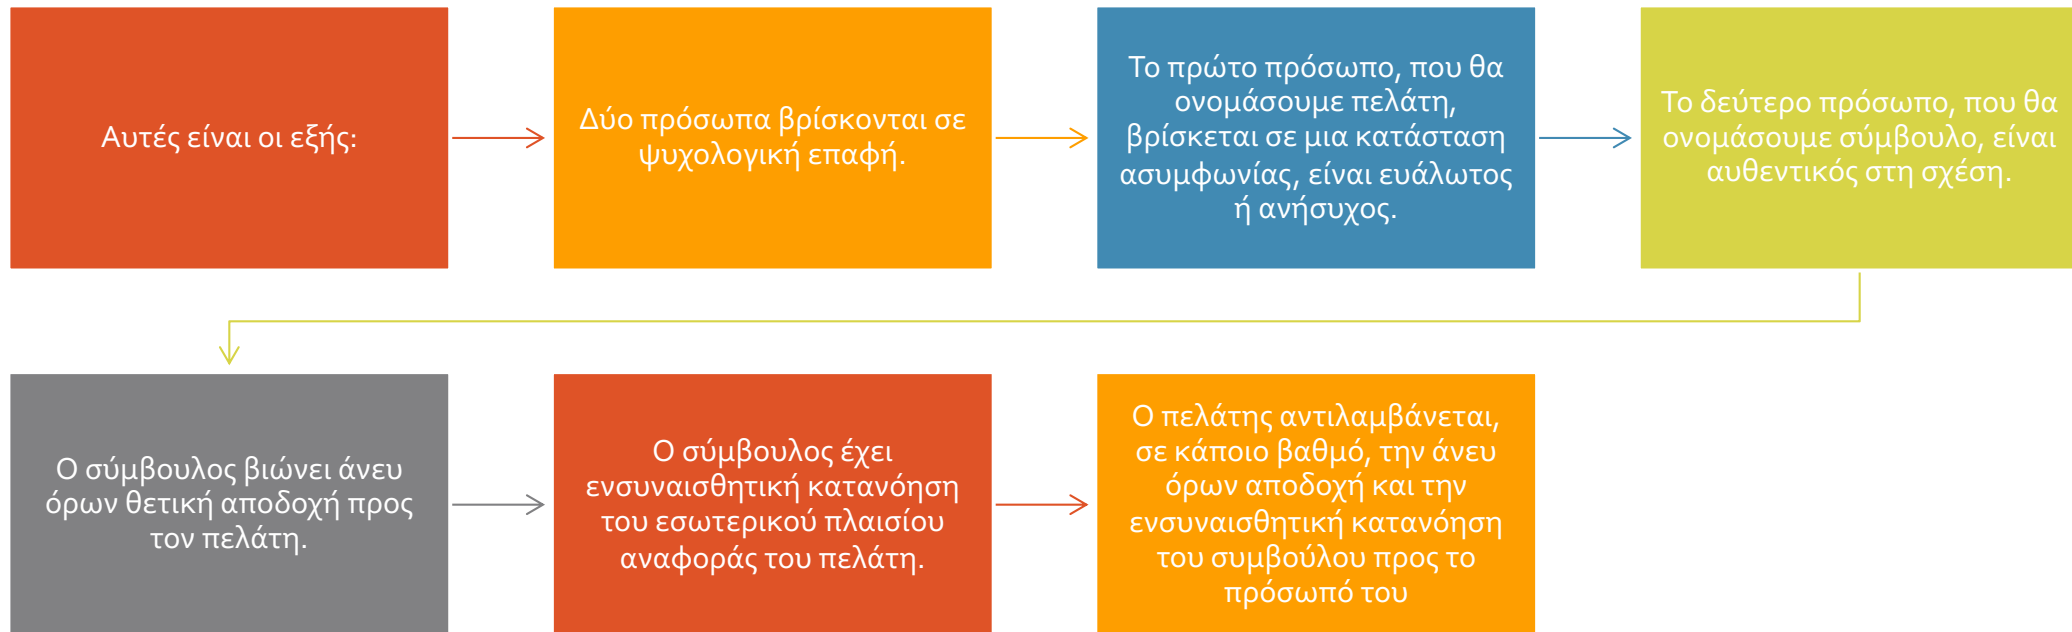 Αυτές είναι οι εξής:
Δύο πρόσωπα βρίσκονται σε
ψυχολογική επαφή.
Το πρώτο πρόσωπο, που θα
ονομάσουμε πελάτη,
βρίσκεται σε μια κατάσταση
ασυμφωνίας, είναι ευάλωτος
ή ανήσυχος.
Το δεύτερο πρόσωπο, που θα
ονομάσουμε σύμβουλο, είναι
αυθεντικός στη σχέση.
Ο σύμβουλος βιώνει άνευ
όρων θετική αποδοχή προς
τον πελάτη.
Ο σύμβουλος έχει
ενσυναισθητική κατανόηση
του εσωτερικού πλαισίου
αναφοράς του πελάτη.
Ο πελάτης αντιλαμβάνεται,
σε κάποιο βαθμό, την άνευ
όρων αποδοχή και την
ενσυναισθητική κατανόηση
του συμβούλου προς το
πρόσωπό του